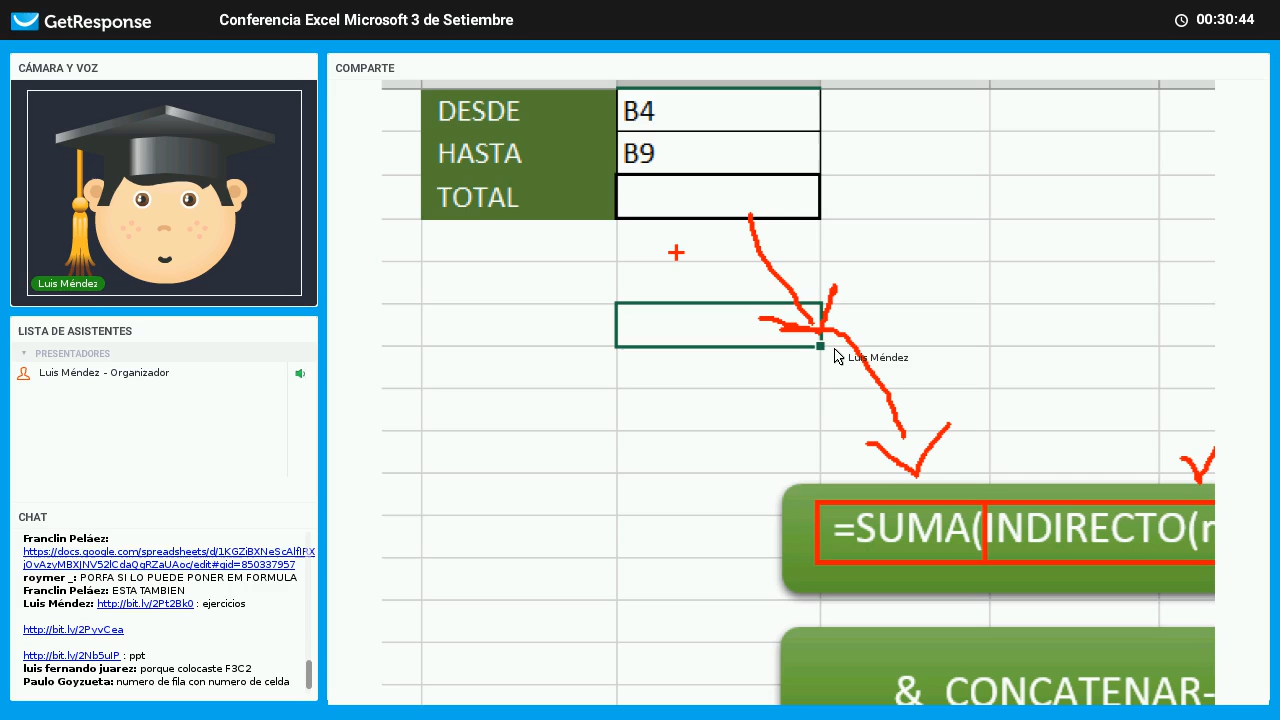 GetResponse
Conferencia Excel Microsoft 3 de Setiembre
00:30:44
CÁMARA Y VOZ
Luis Méndez
LISTA DE ASISTENTES
PRESENTADORES
Luis Méndez - Organizador
CHAT
Franclin Peláez:
roymer _: PORFA SI LO PUEDE PONER EM FORMULA
Franclin Peláez: ESTA TAMBIEN
Luis Méndez: http://bit.ly/2Pt2Bk0 : ejercicios
http://bit.ly/2PyvCea
http://bit.ly/2Nb5uIP : ppt
luis fernando juarez: porque colocaste F3C2
Paulo Goyzueta: numero de fila con numero de celda
COMPARTE
DESDE B4
HASTA B9
TOTAL
Luis Méndez
=SUMA(INDIRECTO(r
& CONCATENAR-